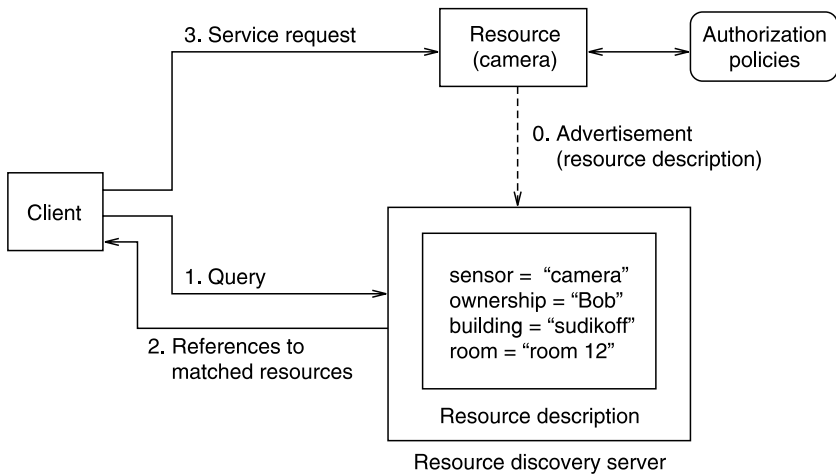 3. Service request
Resource
(camera)
Authorization
policies
0. Advertisement
(resource description)
Client
1. Query
2. References to
matched resources
sensor = “camera”
ownership = “Bob”
building = “sudikoff”
room = “room 12”
Resource description
Resource discovery server